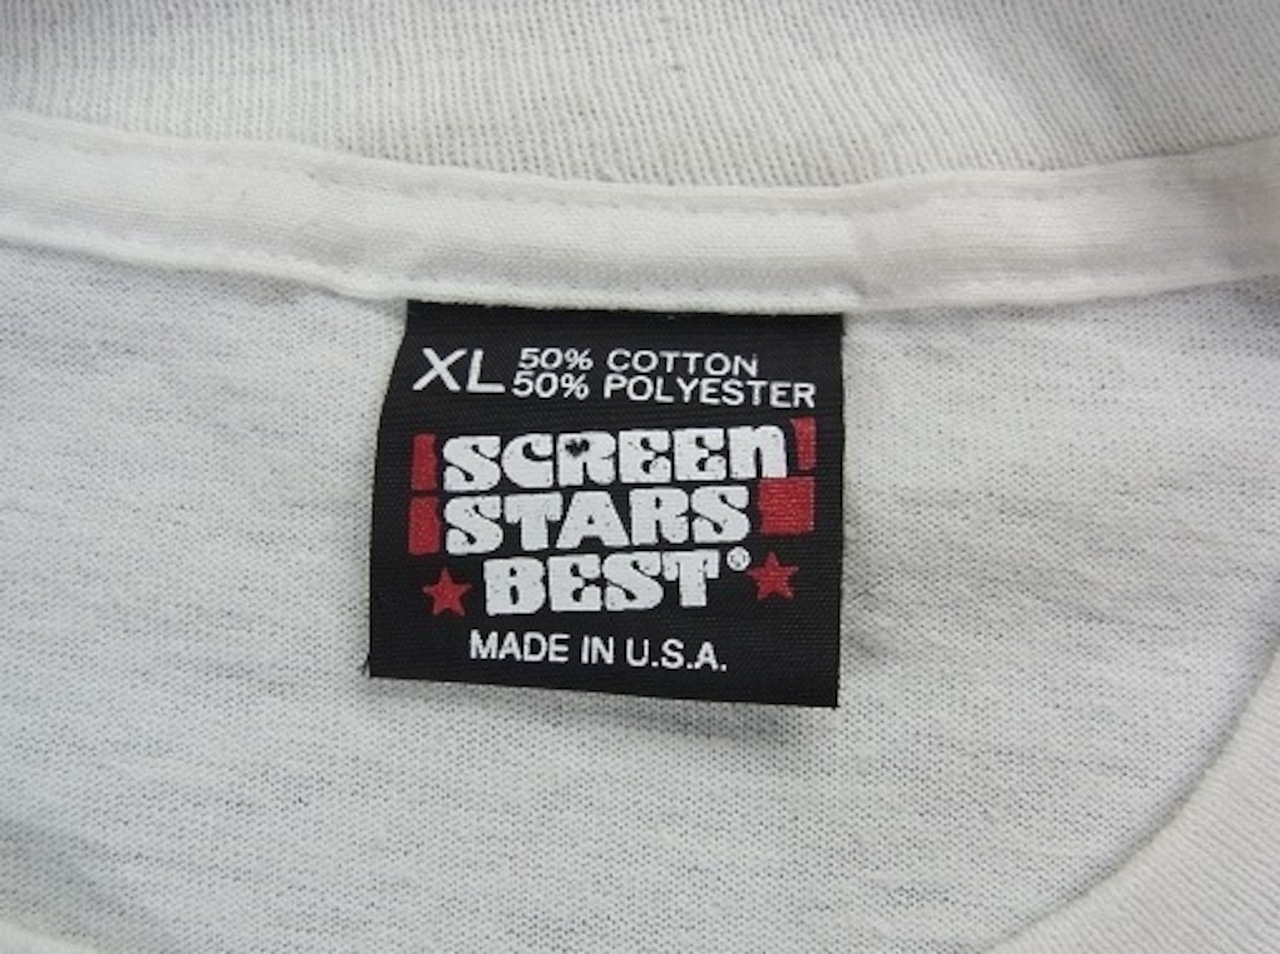 XL 50% COTTON
50% POLYESTER
SCREEN
STARS
BEST®
MADE IN U.S.A.